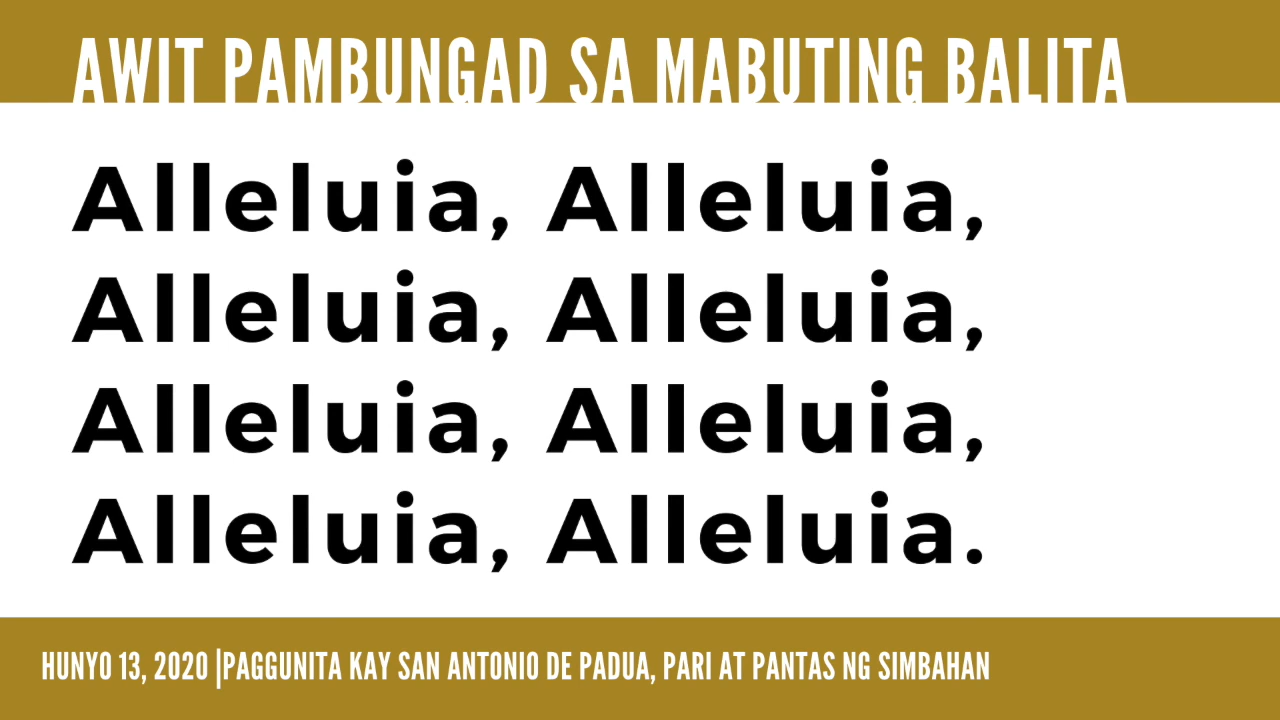 AWIT PAMBUNGAD SA MABUTING BALITA
Alleluia, Alleluia,
Alleluia, Alleluia,
Alleluia, Alleluia,
Alleluia, Alleluia.
HUNYO 13, 2020 |PAGGUNITA KAY SAN ANTONIO DE PADUA, PARI AT PANTAS NG SIMBAHAN